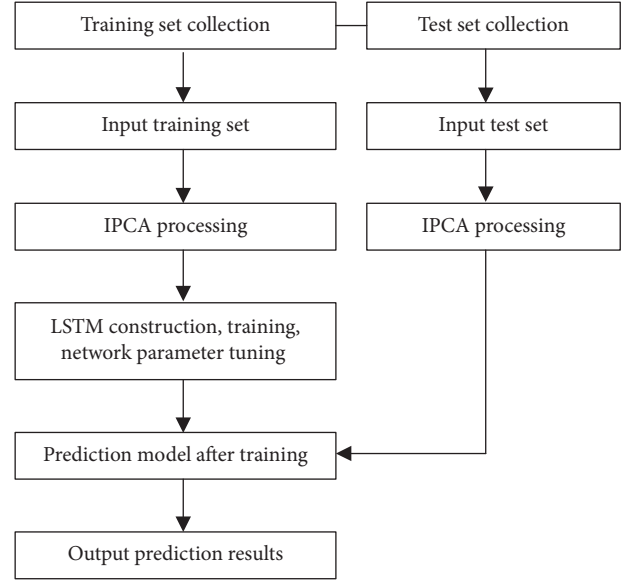 Training set collection
Test set collection
Input training set
Input test set
IPCA processing
IPCA processing
LSTM construction, training,
network parameter tuning
Prediction model after training
Output prediction results